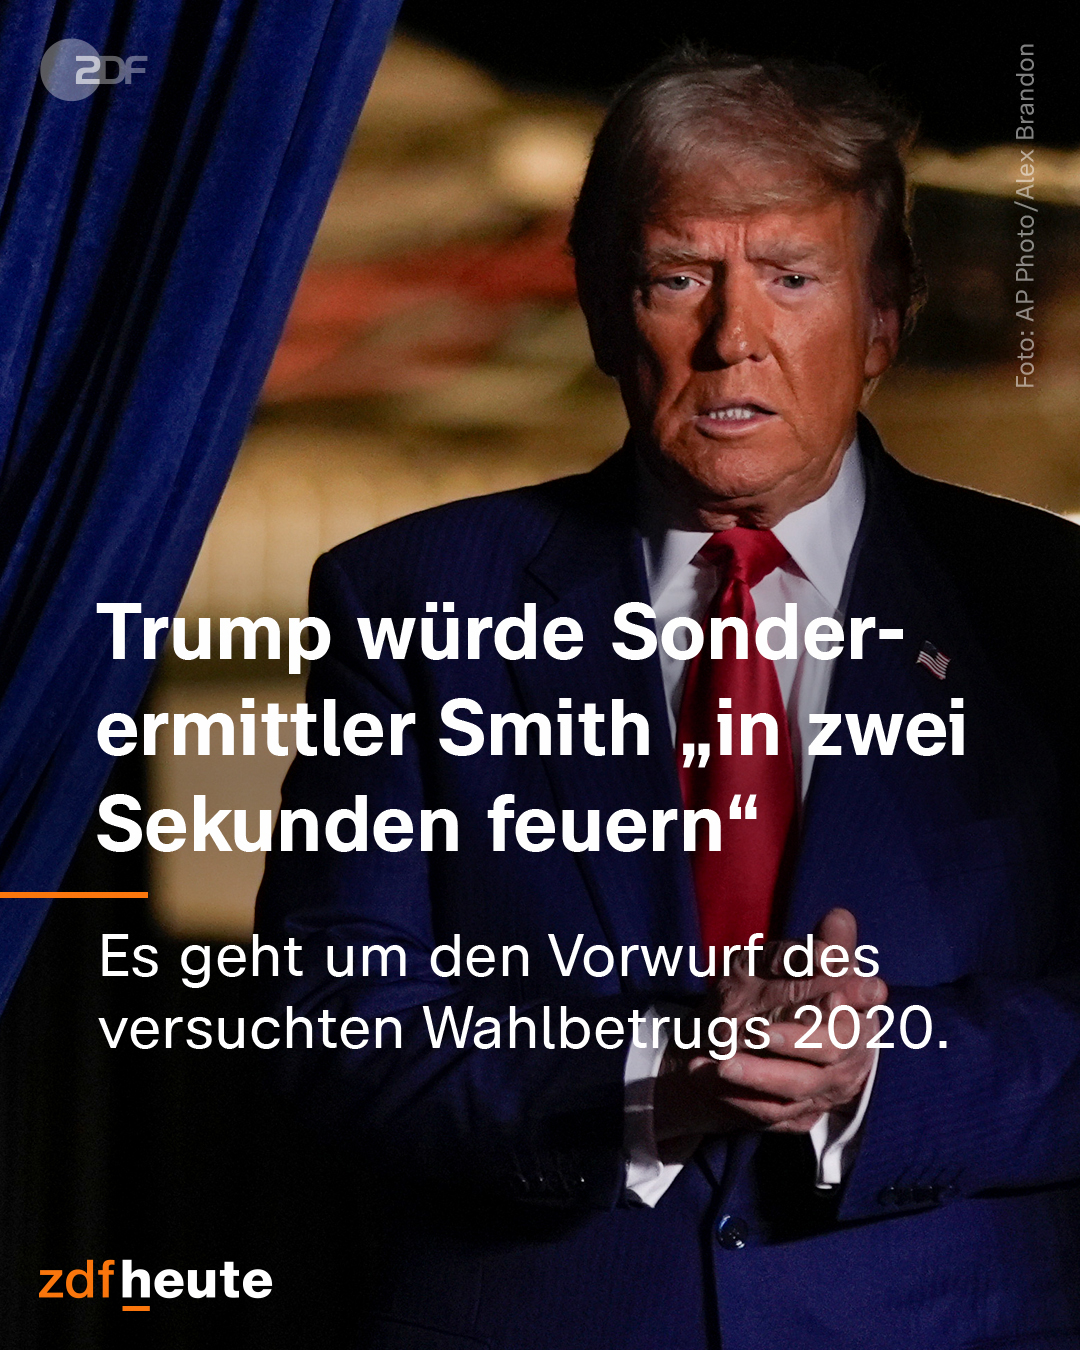 ZDF
Foto: AP Photo/Alex Brandon
Trump würde Sonder-
ermittler Smith „in zwei
Sekunden feuern“
Es geht um den Vorwurf des
versuchten Wahlbetrugs 2020.
zdfheute